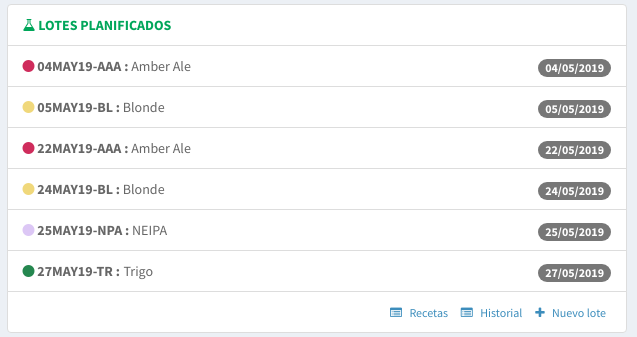 LOTES PLANIFICADOS
04MAY19-AAA : Amber Ale 04/05/2019
05MAY19-BL : Blonde 05/05/2019
22MAY19-AAA : Amber Ale 22/05/2019
24MAY19-BL : Blonde 24/05/2019
25MAY19-NPA : NEIPA 25/05/2019
27MAY19-TR : Trigo 27/05/2019
Recetas Historial Nuevo lote